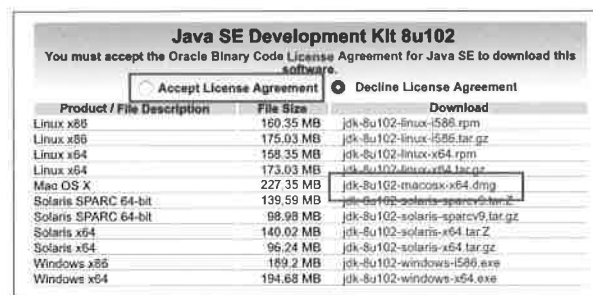 Java SE Development Kit 8u102
You must accept the Oracle Binary Code License Agreement for Java SE to download this
software.
Accept License Agreement Decline License Agreement
Product / File Description File Size Download
Linux x86 160.35 MB jdk-8u102-linux-i586.rpm
Linux x86 175.03 MB jdk-8u102-linux-i586.tar.gz
Linux x64 158.35 MB jdk-8u102-linux-x64.rpm
Linux x64 173.03 MB jdk-8u102-linux-x64.tar.gz
Mac OS X 227.35 MB jdk-8u102-macosx-x64.dmg
Solaris SPARC 64-bit 139.59 MB jdk-8u102-solaris-sparcv9.tar.Z
Solaris SPARC 64-bit 98.98 MB jdk-8u102-solaris-sparcv9.tar.gz
Solaris x64 140.02 MB jdk-8u102-solaris-x64.tar.Z
Solaris x64 96.24 MB jdk-8u102-solaris-x64.tar.gz
Windows x86 189.2 MB jdk-8u102-windows-i586.exe
Windows x64 194.68 MB jdk-8u102-windows-x64.exe